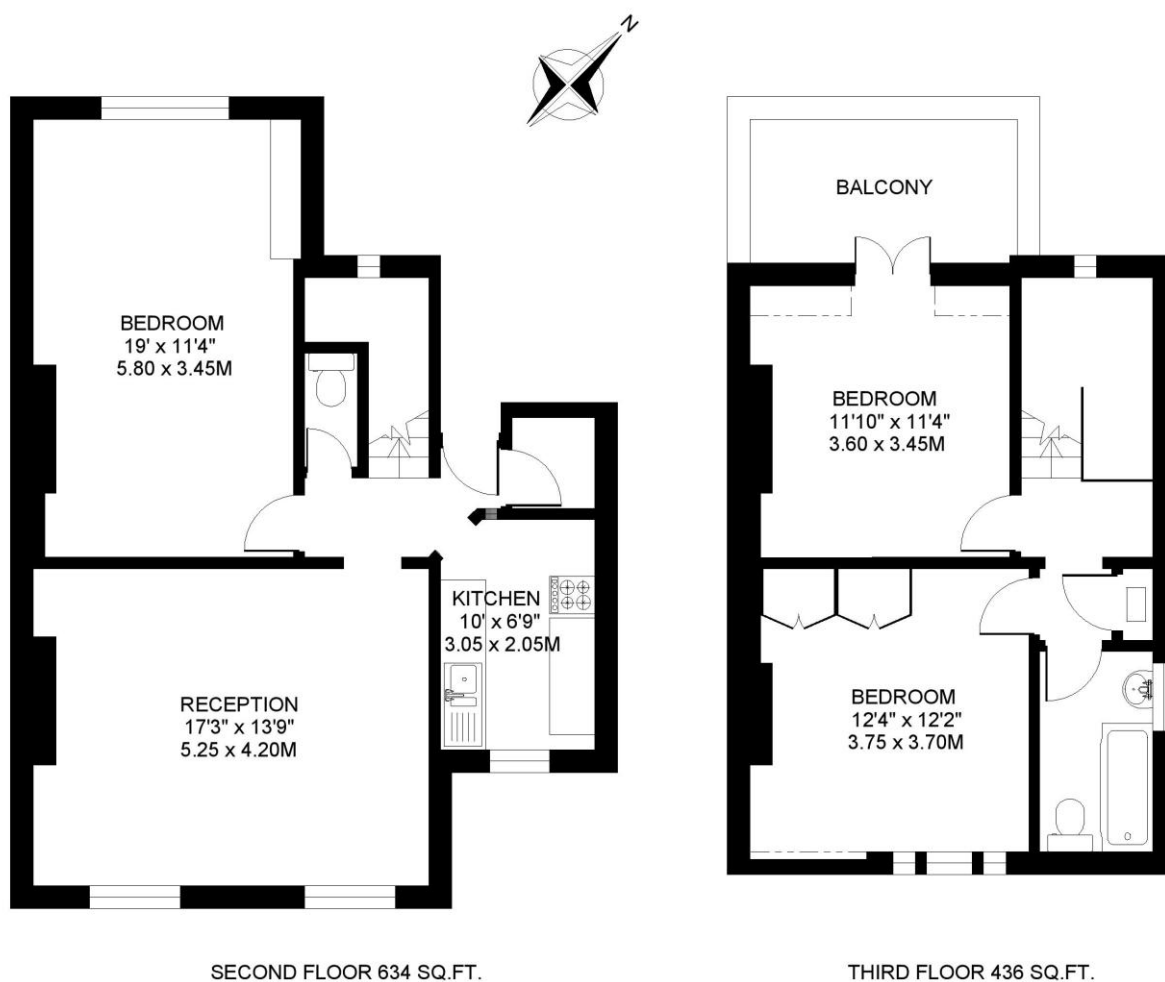 N
BALCONY
BEDROOM
19' x 11'4"
5.80 x 3.45M
BEDROOM
11'10" x 11'4"
3.60 x 3.45M
KITCHEN
10' x 6'9"
3.05 x 2.05M
RECEPTION
17'3" x 13'9"
5.25 x 4.20M
BEDROOM
12'4" x 12'2"
3.75 x 3.70M
SECOND FLOOR 634 SQ.FT.
THIRD FLOOR 436 SQ.FT.